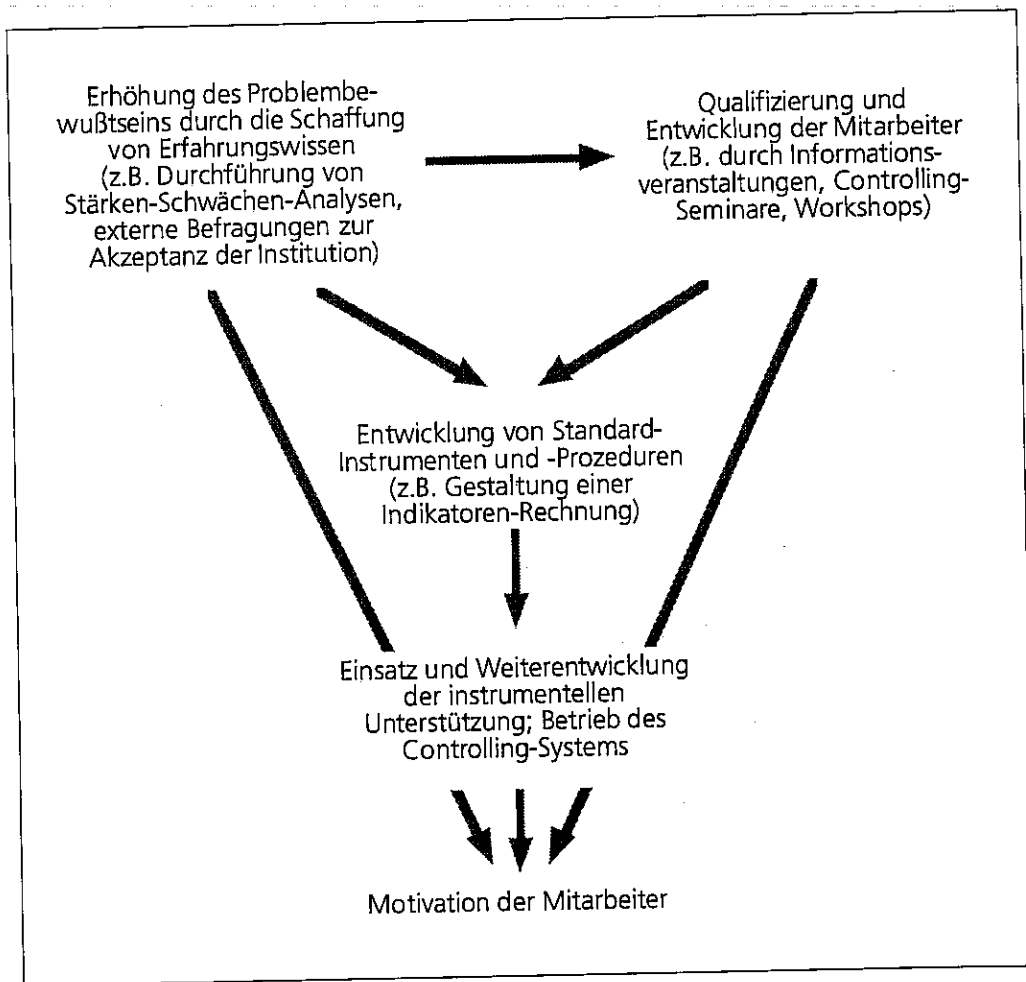 Erhöhung des Problembe-
wußtseins durch die Schaffung
von Erfahrungswissen
(z.B. Durchführung von
Stärken-Schwächen-Analysen,
externe Befragungen zur
Akzeptanz der Institution)
Qualifizierung und
Entwicklung der Mitarbeiter
(z.B. durch Informations-
veranstaltungen, Controlling-
Seminare, Workshops)
Entwicklung von Standard-
Instrumenten und -Prozeduren
(z.B. Gestaltung einer
Indikatoren-Rechnung)
Einsatz und Weiterentwicklung
der instrumentellen
Unterstützung; Betrieb des
Controlling-Systems
Motivation der Mitarbeiter